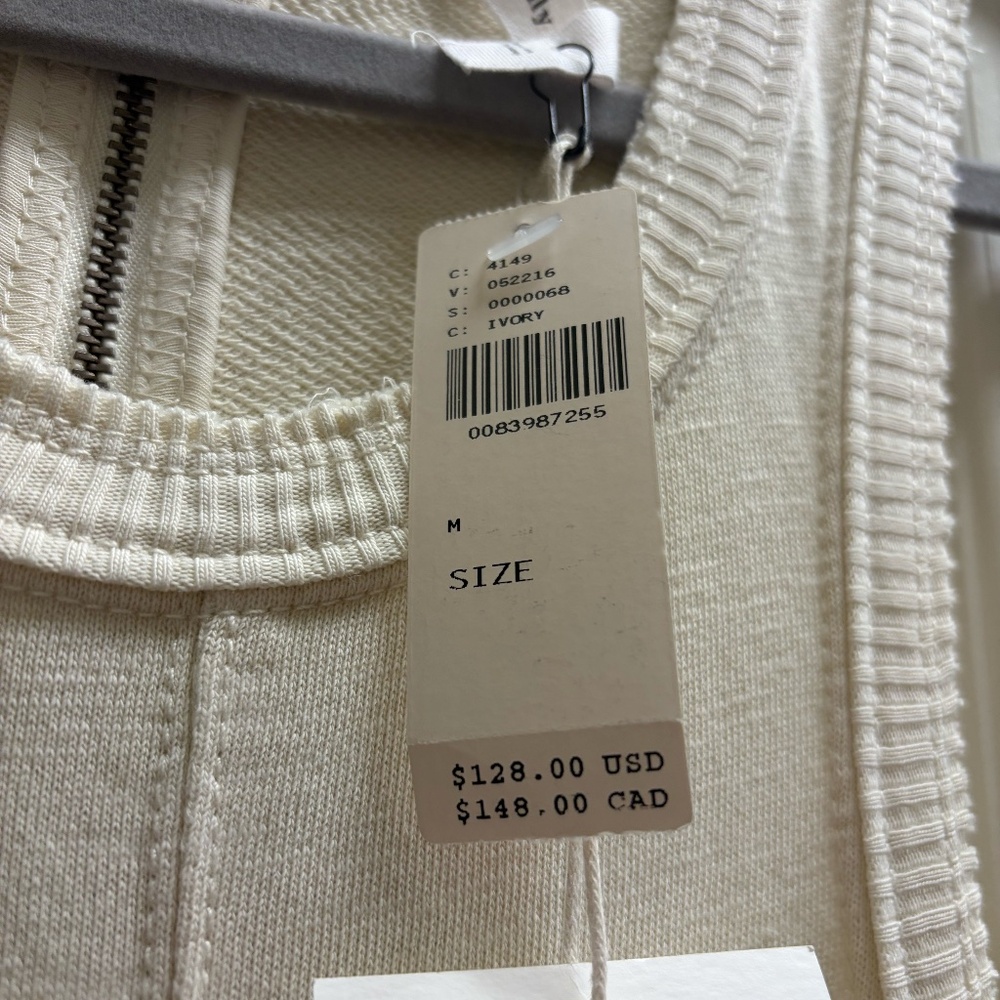 C: 4149
V: 052216
S: 0000068
C: IVORY
0083987255
M
SIZE
$128.00 USD
$148.00 CAD